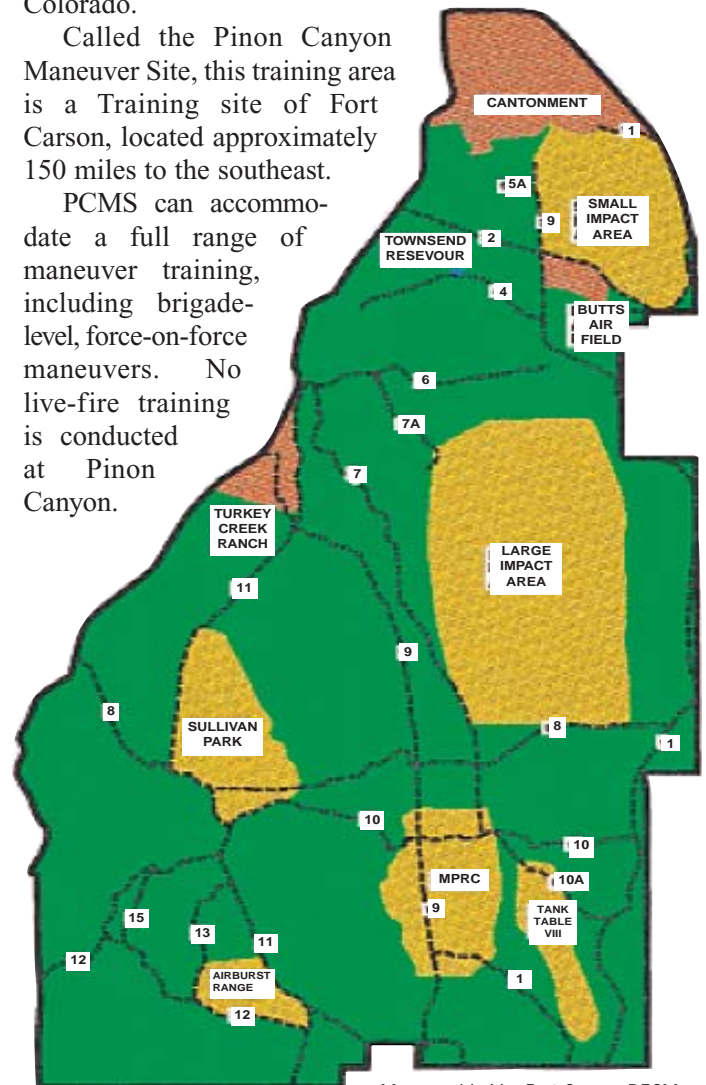 Colorado.
Called the Pinon Canyon
Maneuver Site, this training area
is a Training site of Fort
Carson, located approximately
150 miles to the southeast.
PCMS can accommo-
date a full range of
maneuver training,
including brigade-
level, force-on-force
maneuvers. No
live-fire training
is conducted
at Pinon
Canyon.
CANTONMENT
1
5A
9
SMALL
IMPACT
AREA
2
TOWNSEND
RESEVOUR
4
BUTTS
AIR
FIELD
6
7A
7
TURKEY
CREEK
RANCH
LARGE
IMPACT
AREA
11
9
8
SULLIVAN
PARK
8
1
10
10
MPRC
10A
9
TANK
TABLE
VIII
15
13
11
12
AIRBURST
RANGE
1
12